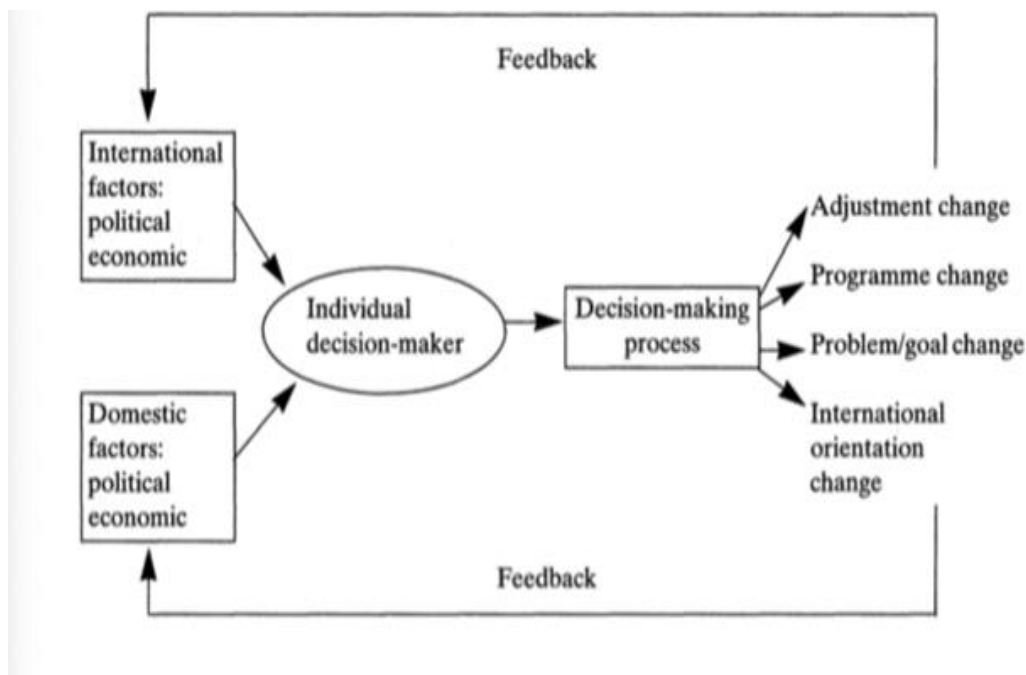 Feedback
International
factors:
political
economic
Individual
decision-maker
Domestic
factors:
political
economic
Decision-making
process
Adjustment change
Programme change
Problem/goal change
International
orientation
change
Feedback